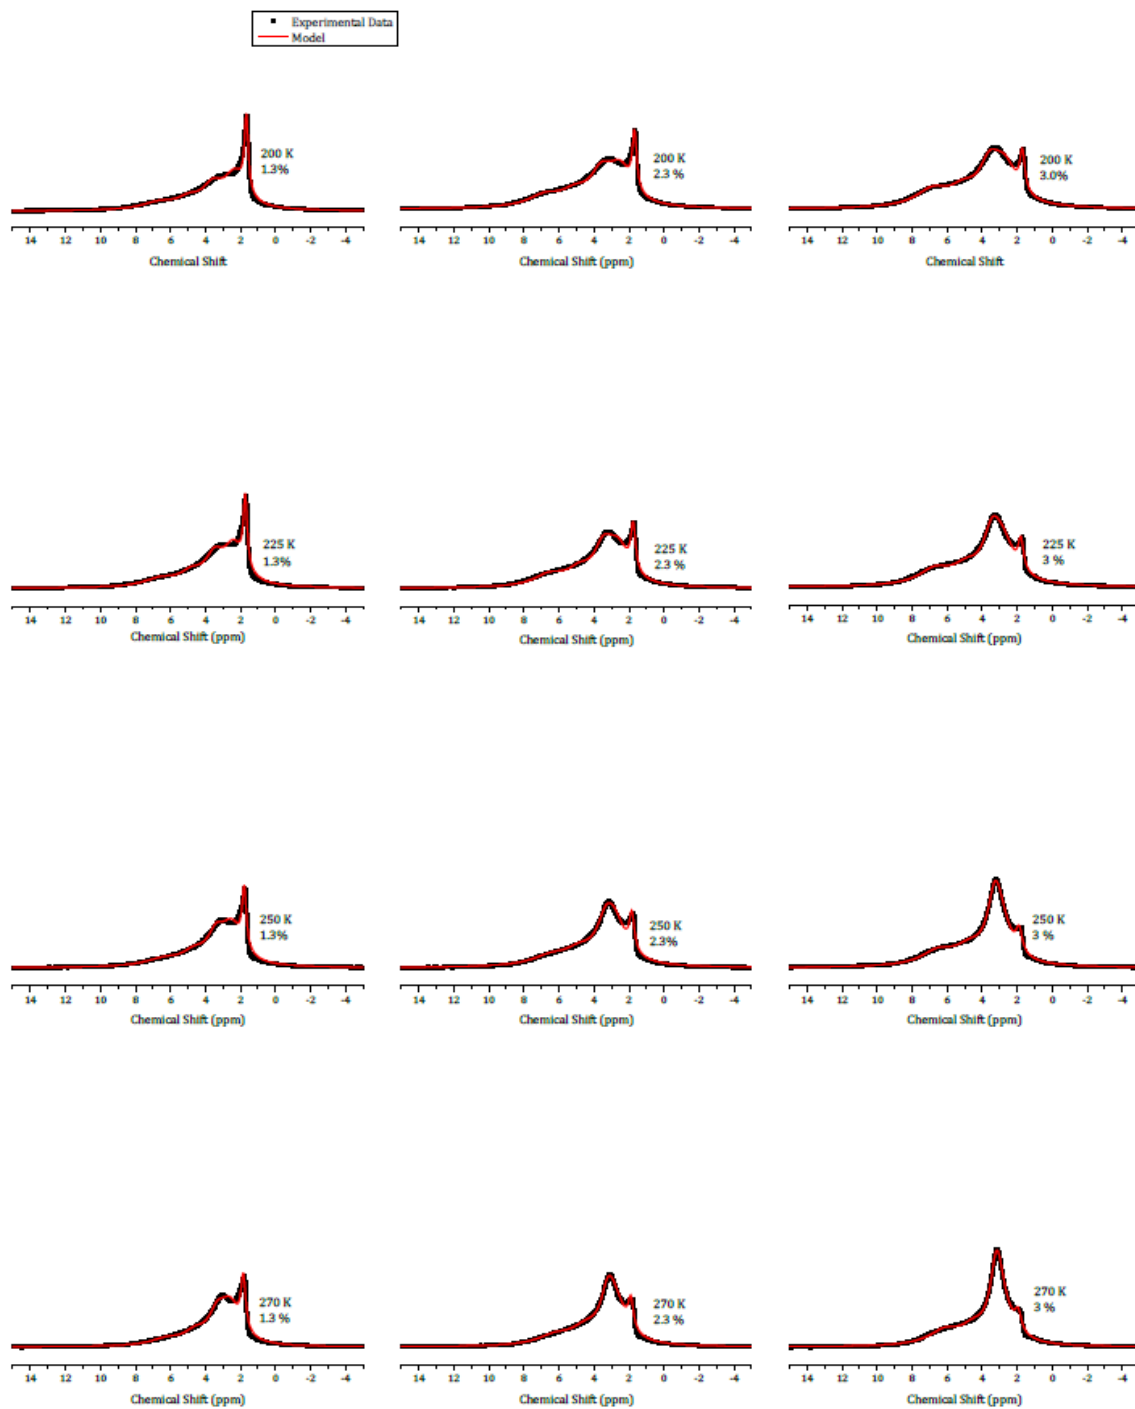 Experimental Data
Model
200 K
1.3%
14 12 10 8 6 4 2 0 -2 -4
Chemical Shift
200 K
2.3 %
14 12 10 8 6 4 2 0 -2 -4
Chemical Shift (ppm)
200 K
3.0%
14 12 10 8 6 4 2 0 -2 -4
Chemical Shift
225 K
1.3%
14 12 10 8 6 4 2 0 -2 -4
Chemical Shift (ppm)
225 K
2.3 %
14 12 10 8 6 4 2 0 -2 -4
Chemical Shift (ppm)
225 K
3 %
14 12 10 8 6 4 2 0 -2 -4
Chemical Shift (ppm)
250 K
1.3%
14 12 10 8 6 4 2 0 -2 -4
Chemical Shift (ppm)
250 K
2.3%
14 12 10 8 6 4 2 0 -2 -4
Chemical Shift (ppm)
250 K
3 %
14 12 10 8 6 4 2 0 -2 -4
Chemical Shift (ppm)
270 K
1.3 %
14 12 10 8 6 4 2 0 -2 -4
Chemical Shift (ppm)
270 K
2.3 %
14 12 10 8 6 4 2 0 -2 -4
Chemical Shift (ppm)
270 K
3 %
14 12 10 8 6 4 2 0 -2 -4
Chemical Shift (ppm)